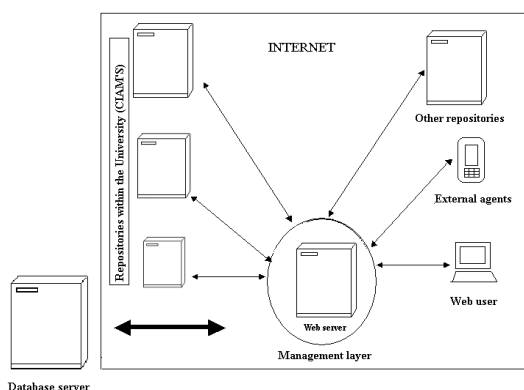 INTERNET
Repositories within the University (CIAM'S)
Other repositories
External agents
Web user
Web server
Management layer
Database server